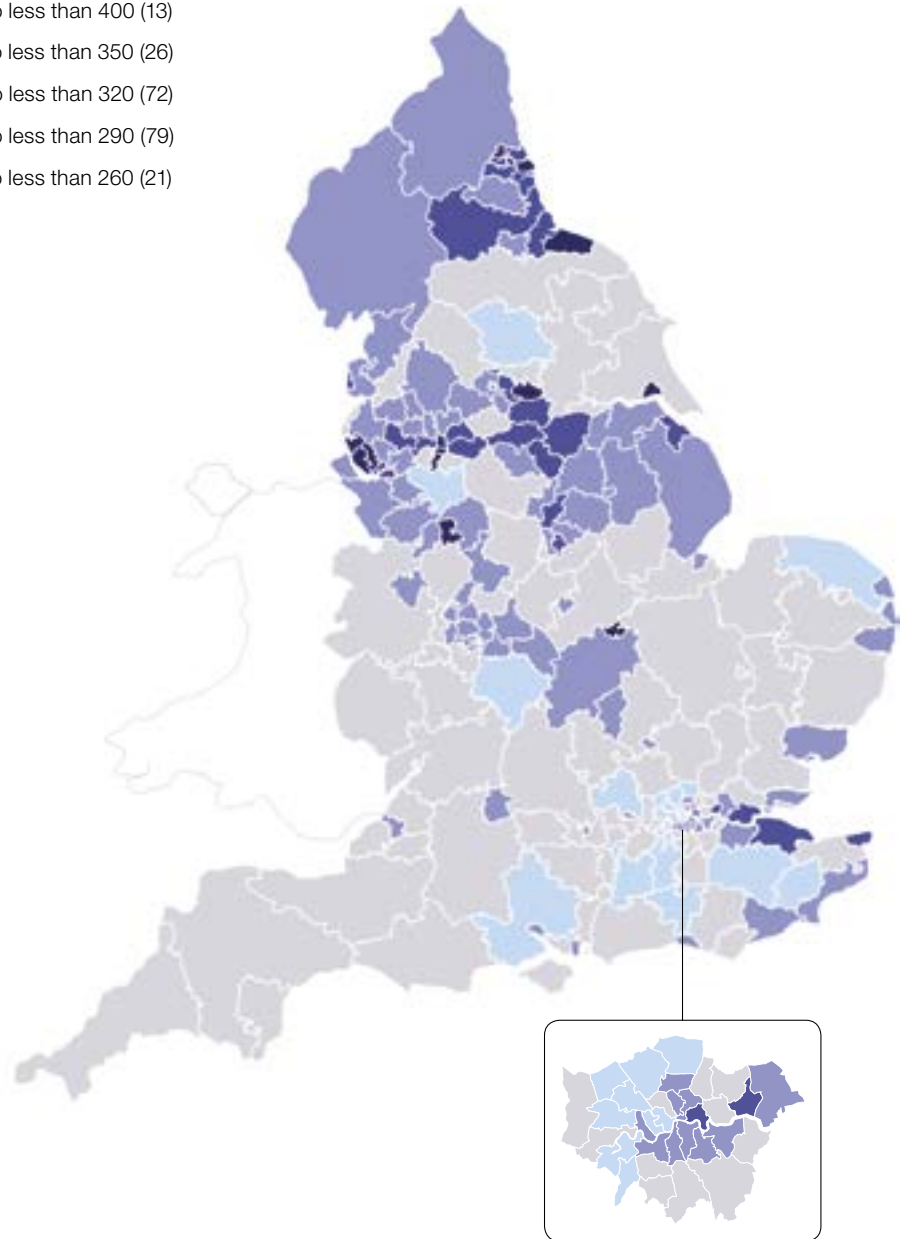 less than 400 (13)
less than 350 (26)
less than 320 (72)
less than 290 (79)
less than 260 (21)